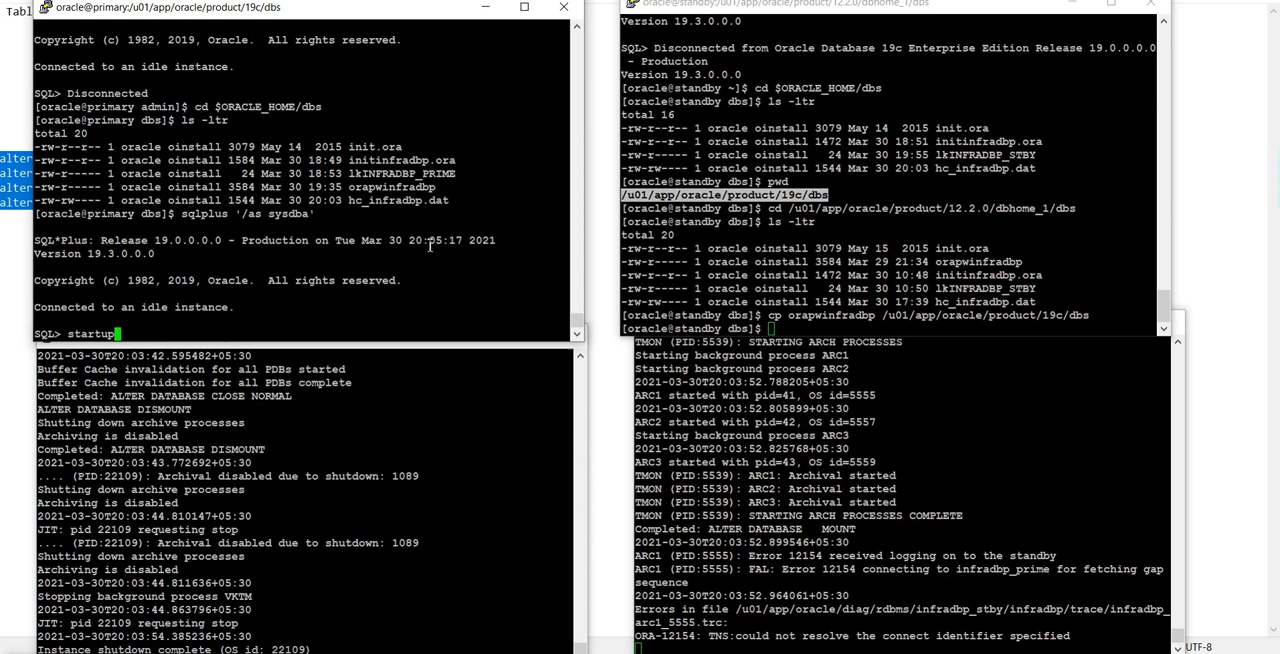 Tabl
alter
alter
alter
alter
oracle@primary:/u01/app/oracle/product/19c/dbs
Copyright (c) 1982, 2019, Oracle.  All rights reserved.
Connected to an idle instance.
SQL> Disconnected
[oracle@primary admin]$ cd $ORACLE_HOME/dbs
[oracle@primary dbs]$ ls -ltr
total 20
-rw-r--r-- 1 oracle oinstall 3079 May 14  2015 init.ora
-rw-r--r-- 1 oracle oinstall 1584 Mar 30 18:49 initinfradbp.ora
-rw-r----- 1 oracle oinstall   24 Mar 30 18:53 lkINFRADBP_PRIME
-rw-r----- 1 oracle oinstall 3584 Mar 30 19:35 orapwinfradbp
-rw-rw---- 1 oracle oinstall 1544 Mar 30 20:03 hc_infradbp.dat
[oracle@primary dbs]$ sqlplus '/as sysdba'
SQL*Plus: Release 19.0.0.0.0 - Production on Tue Mar 30 20:05:17 2021
Version 19.3.0.0.0
Copyright (c) 1982, 2019, Oracle.  All rights reserved.
Connected to an idle instance.
SQL> startup
2021-03-30T20:03:42.595482+05:30
Buffer Cache invalidation for all PDBs started
Buffer Cache invalidation for all PDBs complete
Completed: ALTER DATABASE CLOSE NORMAL
ALTER DATABASE DISMOUNT
Shutting down archive processes
Archiving is disabled
Completed: ALTER DATABASE DISMOUNT
2021-03-30T20:03:43.772692+05:30
.... (PID:22109): Archival disabled due to shutdown: 1089
Shutting down archive processes
Archiving is disabled
2021-03-30T20:03:44.810147+05:30
JIT: pid 22109 requesting stop
.... (PID:22109): Archival disabled due to shutdown: 1089
Shutting down archive processes
Archiving is disabled
2021-03-30T20:03:44.811636+05:30
Stopping background process VKTM
2021-03-30T20:03:44.863796+05:30
JIT: pid 22109 requesting stop
2021-03-30T20:03:54.385236+05:30
Instance shutdown complete (OS id: 22109)
oracle@standby:/u01/app/oracle/product/12.2.0/dbhome_1/dbs
Version 19.3.0.0.0
SQL> Disconnected from Oracle Database 19c Enterprise Edition Release 19.0.0.0.0
- Production
Version 19.3.0.0.0
[oracle@standby ~]$ cd $ORACLE_HOME/dbs
[oracle@standby dbs]$ ls -ltr
total 16
-rw-r--r-- 1 oracle oinstall 3079 May 14  2015 init.ora
-rw-r--r-- 1 oracle oinstall 1472 Mar 30 18:51 initinfradbp.ora
-rw-r----- 1 oracle oinstall   24 Mar 30 19:55 lkINFRADBP_STBY
-rw-rw---- 1 oracle oinstall 1544 Mar 30 20:03 hc_infradbp.dat
[oracle@standby dbs]$ pwd
/u01/app/oracle/product/19c/dbs
[oracle@standby dbs]$ cd /u01/app/oracle/product/12.2.0/dbhome_1/dbs
[oracle@standby dbs]$ ls -ltr
total 20
-rw-r--r-- 1 oracle oinstall 3079 May 15  2015 init.ora
-rw-r----- 1 oracle oinstall 3584 Mar 29 21:34 orapwinfradbp
-rw-r--r-- 1 oracle oinstall 1472 Mar 30 10:48 initinfradbp.ora
-rw-r----- 1 oracle oinstall   24 Mar 30 10:50 lkINFRADBP_STBY
-rw-rw---- 1 oracle oinstall 1544 Mar 30 17:39 hc_infradbp.dat
[oracle@standby dbs]$ cp orapwinfradbp /u01/app/oracle/product/19c/dbs
[oracle@standby dbs]$
TMON (PID:5539): STARTING ARCH PROCESSES
Starting background process ARC1
Starting background process ARC2
2021-03-30T20:03:52.788205+05:30
ARC1 started with pid=41, OS id=5555
2021-03-30T20:03:52.805899+05:30
ARC2 started with pid=42, OS id=5557
Starting background process ARC3
2021-03-30T20:03:52.825768+05:30
ARC3 started with pid=43, OS id=5559
TMON (PID:5539): ARC1: Archival started
TMON (PID:5539): ARC2: Archival started
TMON (PID:5539): ARC3: Archival started
TMON (PID:5539): STARTING ARCH PROCESSES COMPLETE
Completed: ALTER DATABASE   MOUNT
2021-03-30T20:03:52.899546+05:30
ARC1 (PID:5555): Error 12154 received logging on to the standby
ARC1 (PID:5555): FAL: Error 12154 connecting to infradbp_prime for fetching gap
sequence
2021-03-30T20:03:52.964061+05:30
Errors in file /u01/app/oracle/diag/rdbms/infradbp_stby/infradbp/trace/infradbp_
arc1_5555.trc:
ORA-12154: TNS:could not resolve the connect identifier specified
UTF-8